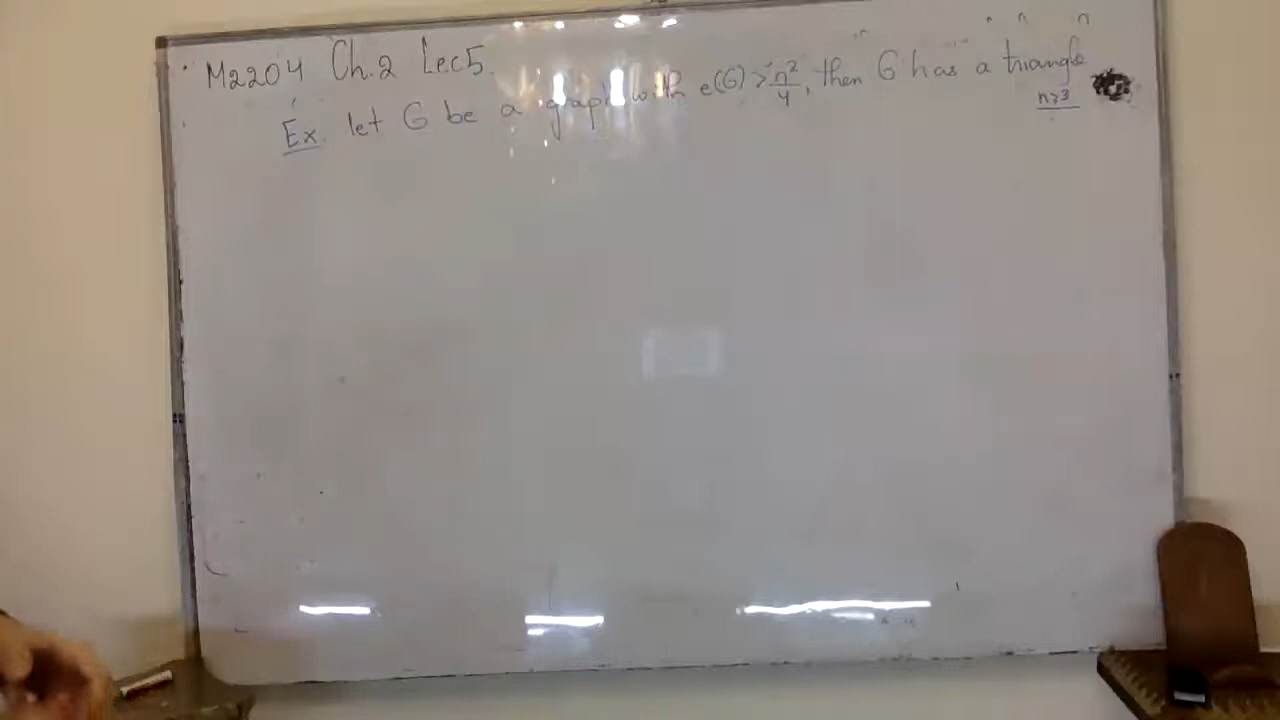 M2204 Ch.2 Lec5.
Ex. let G be a graph with e(G) > n²/4, then G has a triangle
n≥3